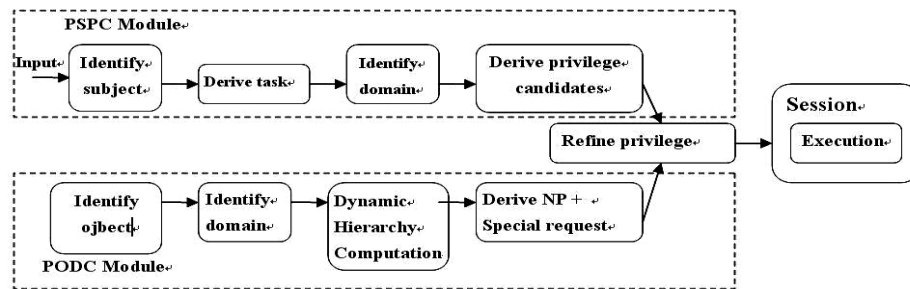 PSPC Module
Input
Identify
subject
Derive task
Identify
domain
Derive privilege
candidates
Refine privilege
Session
Execution
Identify
ojbect
Identify
domain
Dynamic
Hierarchy
Computation
Derive NP +
Special request
PODC Module